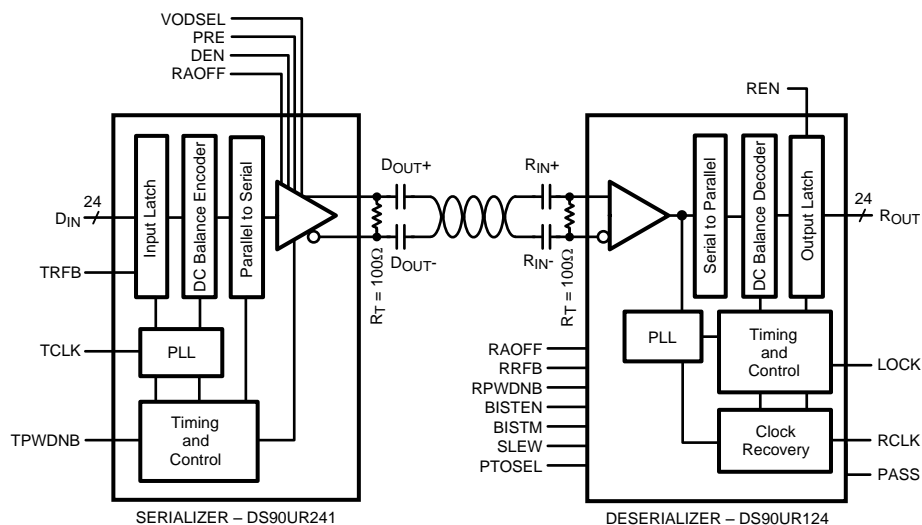 VODSEL
PRE
DEN
RAOFF
REN
Input Latch
DC Balance Encoder
Parallel to Serial
DOUT+
RIN+
Serial to Parallel
DC Balance Decoder
Output Latch
24
DIN
24
ROUT
DOUT-
RIN-
TRFB
RT = 100Ω
RT = 100Ω
TCLK
PLL
PLL
Timing
and
Control
RAOFF
RRFB
RPWDNB
BISTEN
BISTM
SLEW
PTOSEL
LOCK
TPWDNB
Timing
and
Control
Clock
Recovery
RCLK
PASS
SERIALIZER – DS90UR241
DESERIALIZER – DS90UR124